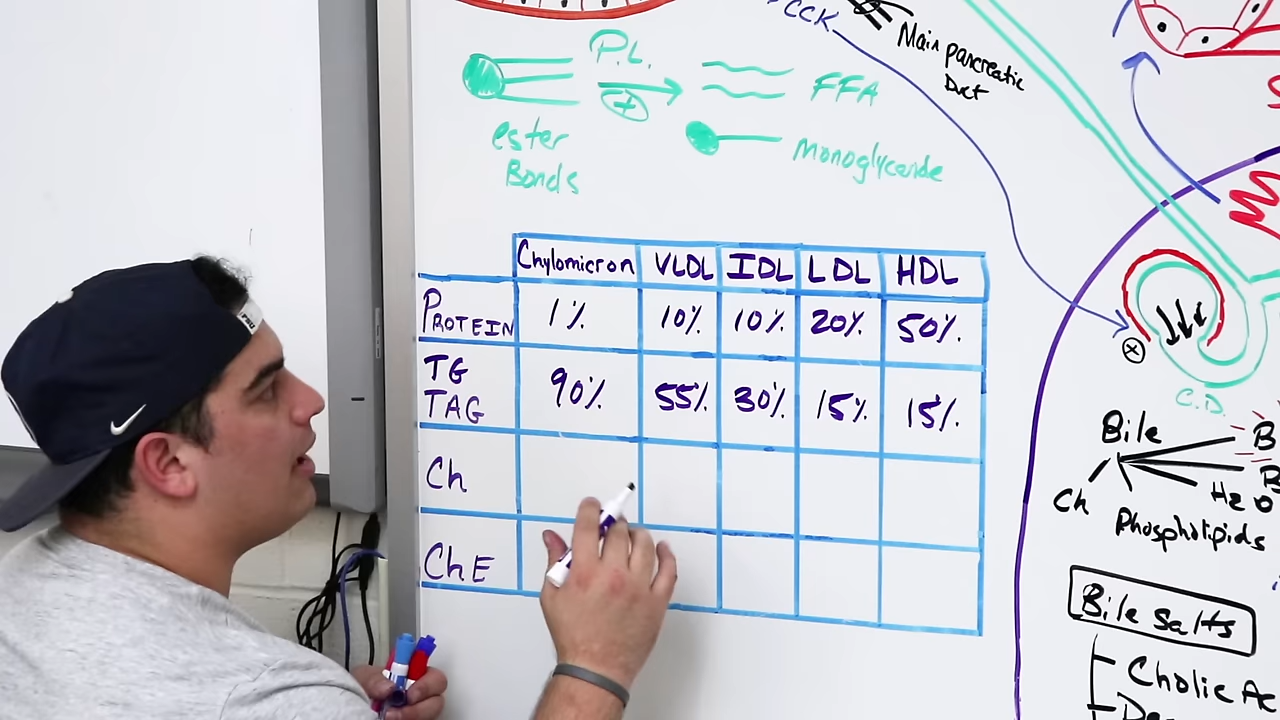 CCK
Main pancreatic
Duct
P.L.
+
FFA
ester
Bonds
Monoglyceride
Chylomicron VLDL IDL LDL HDL
PROTEIN 1% 10% 10% 20% 50%
TG
TAG 90% 55% 30% 15% 15%
Ch
ChE
+
C.D.
Bile
B
B
H2O
Ch
Phospholipids
Bile Salts
Cholic Ac